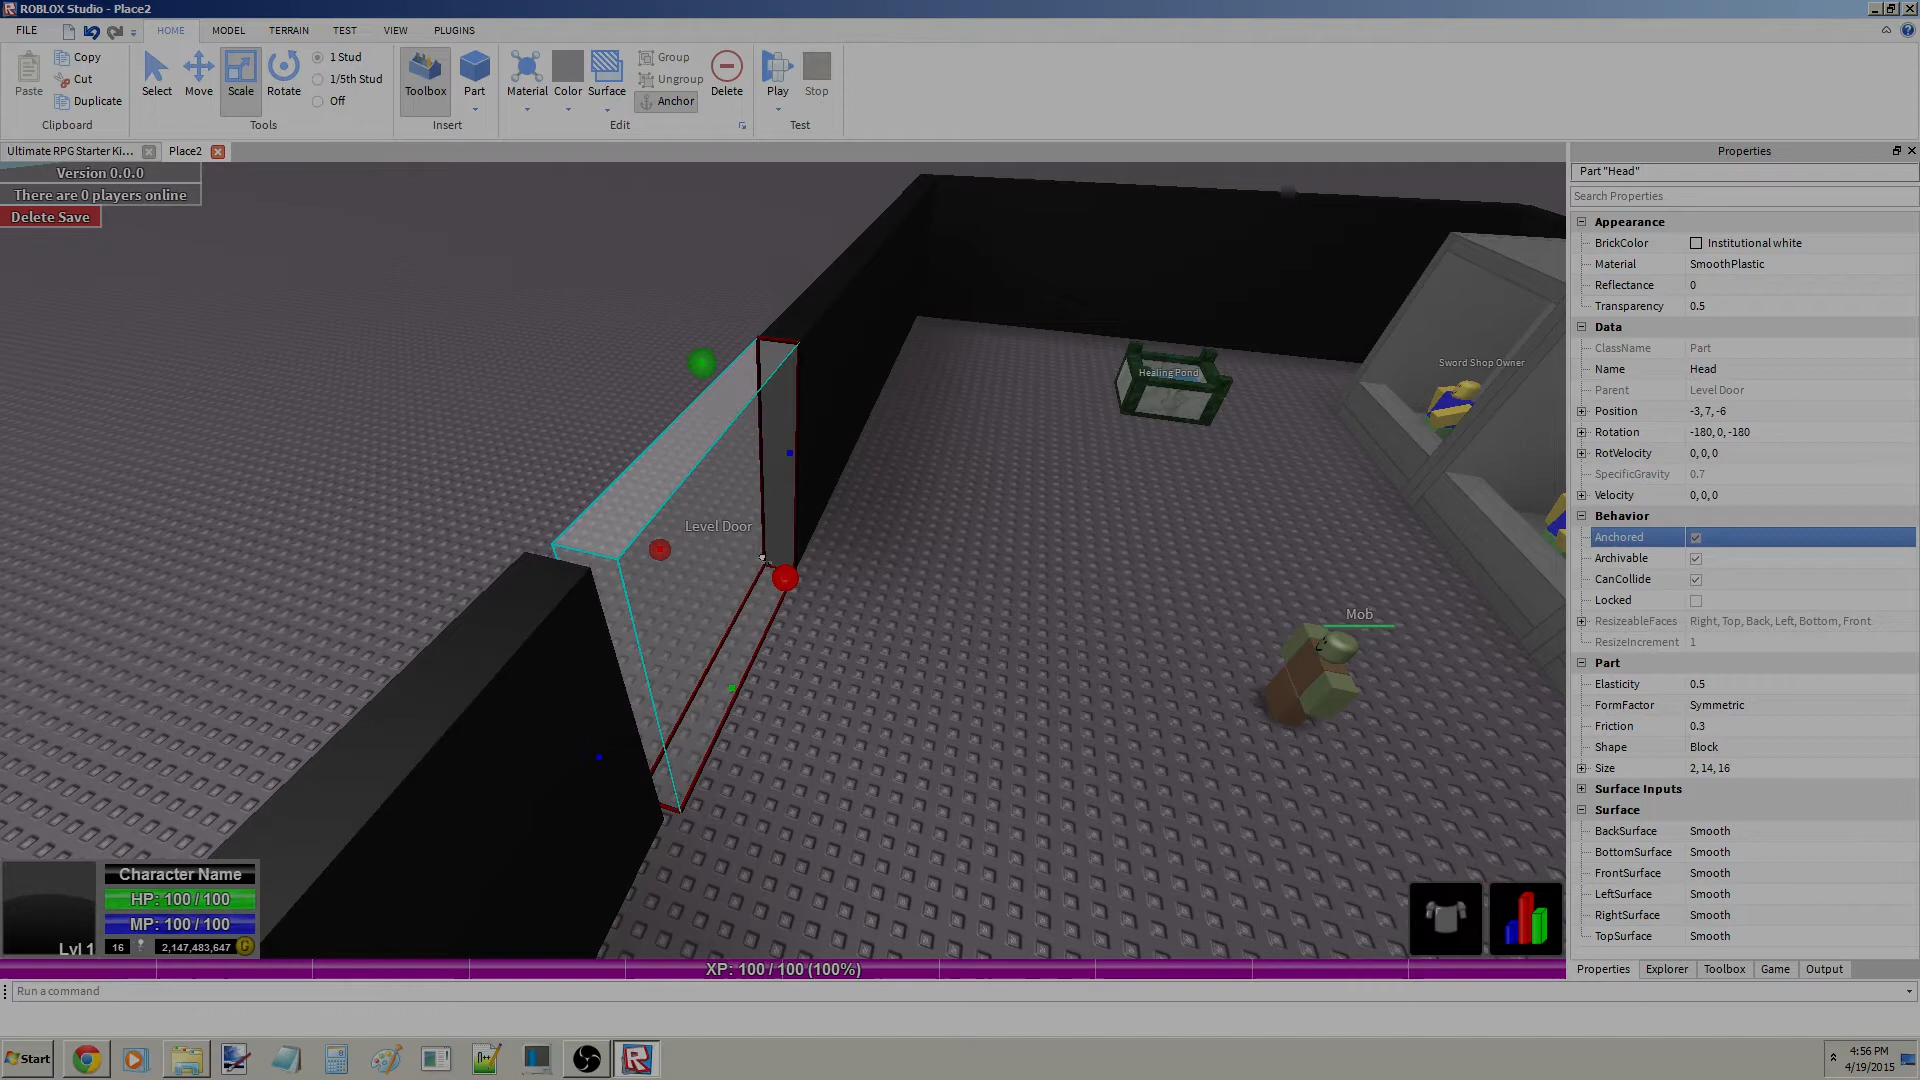 ROBLOX Studio - Place2
FILE HOME MODEL TERRAIN TEST VIEW PLUGINS
Paste Copy Cut Duplicate
Clipboard
Select Move Scale Rotate
1 Stud
1/5th Stud
Off
Tools
Toolbox Part
Insert
Material Color Surface
Group
Ungroup
Anchor
Delete
Edit
Play Stop
Test
Ultimate RPG Starter Ki... Place2
Version 0.0.0
There are 0 players online
Delete Save
Healing Pond
Sword Shop Owner
Level Door
Mob
Character Name
HP: 100 / 100
MP: 100 / 100
Lvl 1 16 2,147,483,647 G
XP: 100 / 100 (100%)
Properties
Part "Head"
Search Properties
Appearance
BrickColor Institutional white
Material SmoothPlastic
Reflectance 0
Transparency 0.5
Data
ClassName Part
Name Head
Parent Level Door
Position -3, 7, -6
Rotation -180, 0, -180
RotVelocity 0, 0, 0
SpecificGravity 0.7
Velocity 0, 0, 0
Behavior
Anchored
Archivable
CanCollide
Locked
ResizeableFaces Right, Top, Back, Left, Bottom, Front
ResizeIncrement 1
Part
Elasticity 0.5
FormFactor Symmetric
Friction 0.3
Shape Block
Size 2, 14, 16
Surface Inputs
Surface
BackSurface Smooth
BottomSurface Smooth
FrontSurface Smooth
LeftSurface Smooth
RightSurface Smooth
TopSurface Smooth
Properties Explorer Toolbox Game Output
Run a command
Start
4:56 PM
4/19/2015